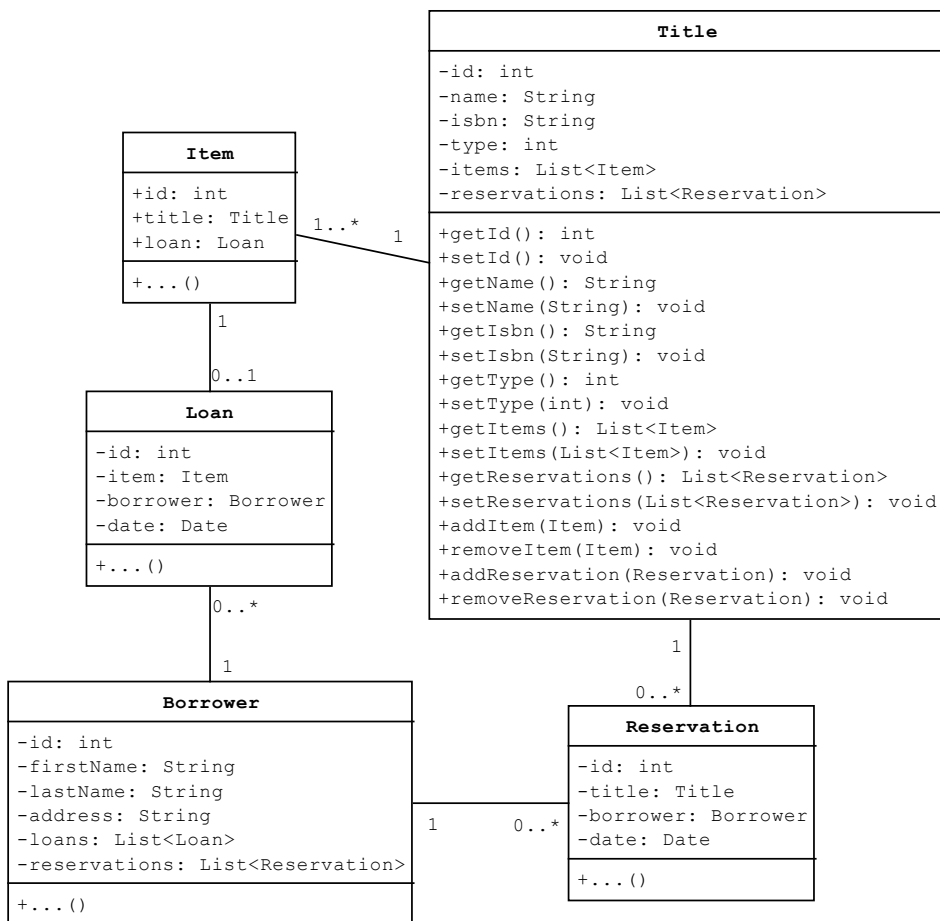 Title
-id: int
-name: String
-isbn: String
-type: int
-items: List<Item>
-reservations: List<Reservation>
+getId(): int
+setId(): void
+getName(): String
+setName(String): void
+getIsbn(): String
+setIsbn(String): void
+getType(): int
+setType(int): void
+getItems(): List<Item>
+setItems(List<Item>): void
+getReservations(): List<Reservation>
+setReservations(List<Reservation>): void
+addItem(Item): void
+removeItem(Item): void
+addReservation(Reservation): void
+removeReservation(Reservation): void
Item
+id: int
+title: Title
+loan: Loan
+...()
1..*
1
1
0..1
Loan
-id: int
-item: Item
-borrower: Borrower
-date: Date
+...()
0..*
1
Borrower
-id: int
-firstName: String
-lastName: String
-address: String
-loans: List<Loan>
-reservations: List<Reservation>
+...()
1
0..*
1
0..*
Reservation
-id: int
-title: Title
-borrower: Borrower
-date: Date
+...()